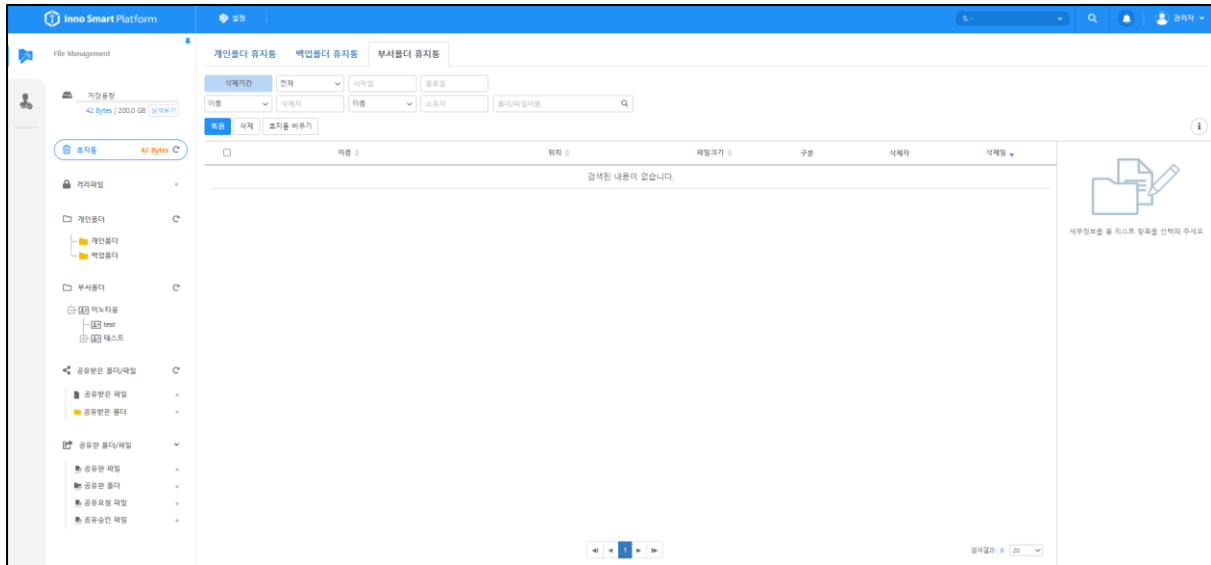 Inno Smart Platform
설정
관리자
File Management
개인폴더 휴지통
백업폴더 휴지통
부서폴더 휴지통
저장용량
42 Bytes | 200.0 GB 상세보기
삭제기간 전체 시작일 종료일
이름 삭제자 이름 소유자 폴더/파일이름
복원 삭제 휴지통 비우기
휴지통 42 Bytes
이름 위치 파일크기 구분 삭제자 삭제일
검색된 내용이 없습니다.
세부정보를 볼 리스트 항목을 선택해 주세요
격리파일
개인폴더
개인폴더
백업폴더
부서폴더
이노티움
test
테스트
공유받은 폴더/파일
공유받은 파일
공유받은 폴더
공유한 폴더/파일
공유한 파일
공유한 폴더
공유요청 파일
공유승인 파일
1
검색결과 : 0 20